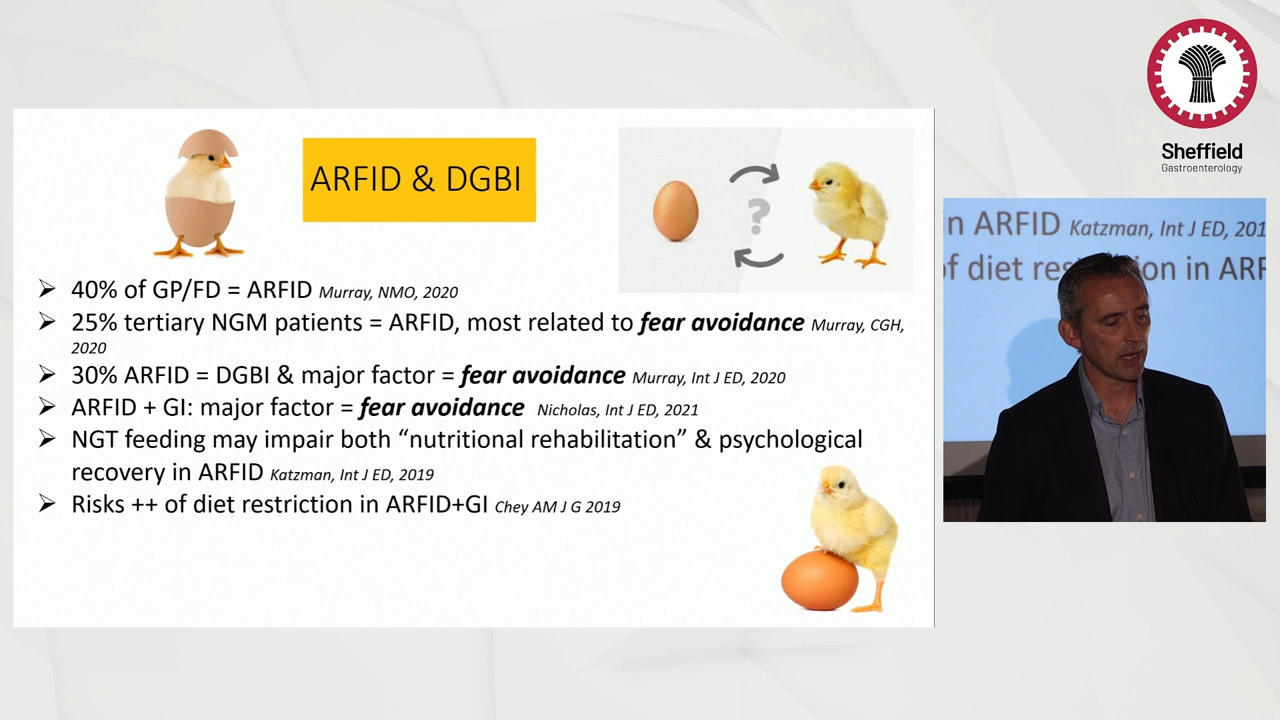 ARFID & DGBI
?
➢ 40% of GP/FD = ARFID Murray, NMO, 2020
➢ 25% tertiary NGM patients = ARFID, most related to fear avoidance Murray, CGH,
2020
➢ 30% ARFID = DGBI & major factor = fear avoidance Murray, Int J ED, 2020
➢ ARFID + GI: major factor = fear avoidance Nicholas, Int J ED, 2021
➢ NGT feeding may impair both “nutritional rehabilitation” & psychological
recovery in ARFID Katzman, Int J ED, 2019
➢ Risks ++ of diet restriction in ARFID+GI Chey AM J G 2019
Sheffield
Gastroenterology
n ARFID Katzman, Int J ED, 201
of diet res on in ARF